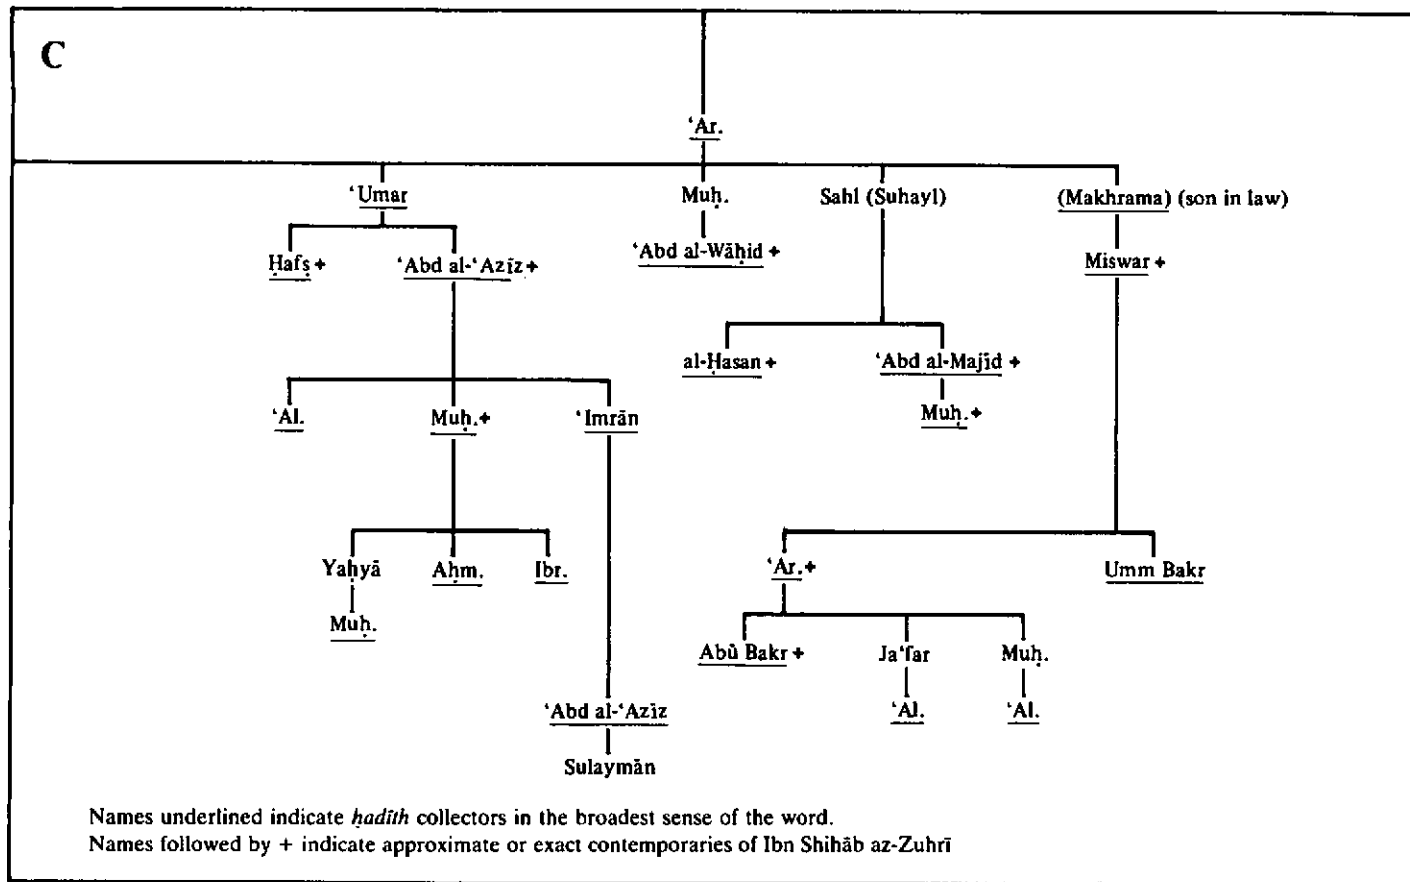 C
‘Ar.
‘Umar Muḥ. Sahl (Suhayl) (Makhrama) (son in law)
Ḥafṣ + ‘Abd al-‘Azīz + ‘Abd al-Wāḥid + Miswar +
al-Ḥasan + ‘Abd al-Majīd +
‘Al. Muḥ. + ‘Imrān Muḥ. +
Yaḥyā Aḥm. Ibr. ‘Ar. + Umm Bakr
Muḥ.
Abū Bakr + Ja‘far Muḥ.
‘Abd al-‘Azīz ‘Al. ‘Al.
Sulaymān
Names underlined indicate ḥadīth collectors in the broadest sense of the word.
Names followed by + indicate approximate or exact contemporaries of Ibn Shihāb az-Zuhrī